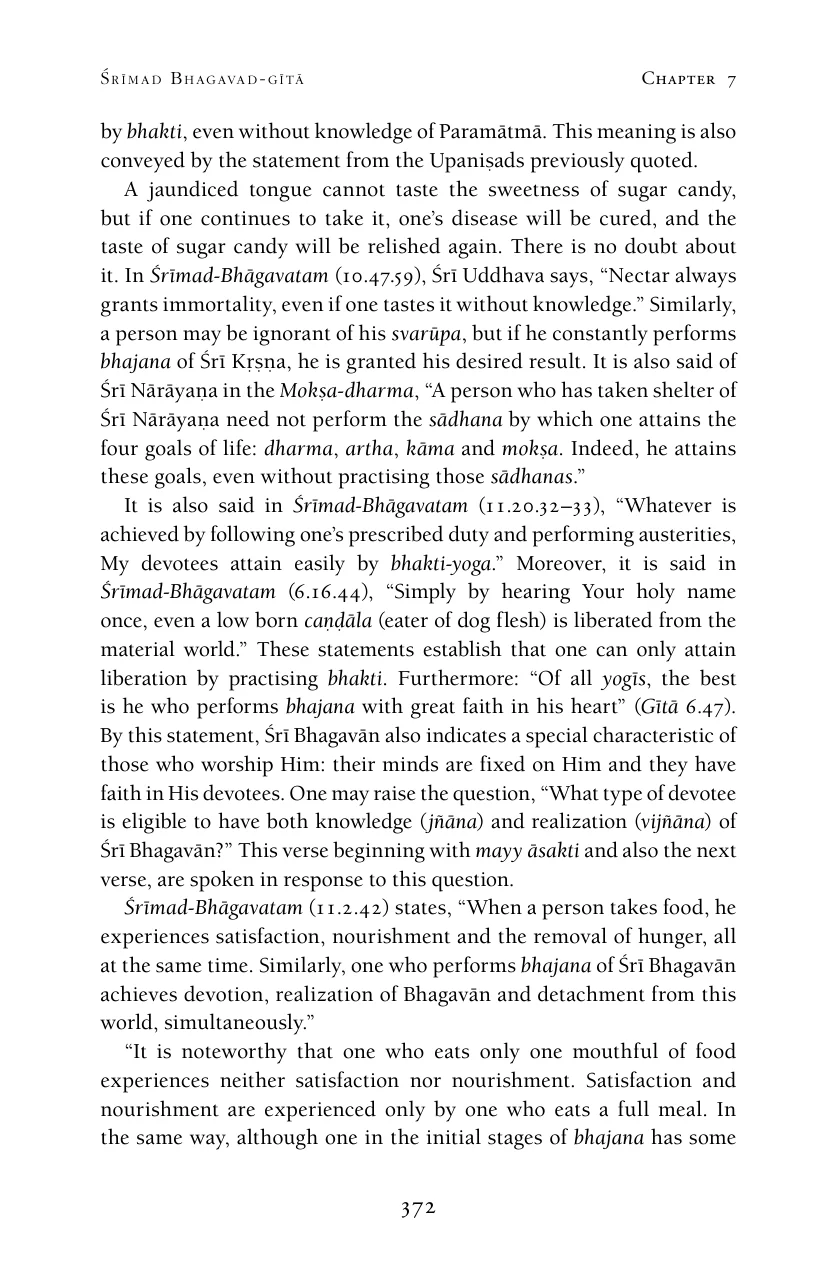 Śrīmad Bhagavad-gītā Chapter 7
by bhakti, even without knowledge of Paramātmā. This meaning is also
conveyed by the statement from the Upaniṣads previously quoted.
A jaundiced tongue cannot taste the sweetness of sugar candy,
but if one continues to take it, one’s disease will be cured, and the
taste of sugar candy will be relished again. There is no doubt about
it. In Śrīmad-Bhāgavatam (10.47.59), Śrī Uddhava says, “Nectar always
grants immortality, even if one tastes it without knowledge.” Similarly,
a person may be ignorant of his svarūpa, but if he constantly performs
bhajana of Śrī Kṛṣṇa, he is granted his desired result. It is also said of
Śrī Nārāyaṇa in the Mokṣa-dharma, “A person who has taken shelter of
Śrī Nārāyaṇa need not perform the sādhana by which one attains the
four goals of life: dharma, artha, kāma and mokṣa. Indeed, he attains
these goals, even without practising those sādhanas.”
It is also said in Śrīmad-Bhāgavatam (11.20.32–33), “Whatever is
achieved by following one’s prescribed duty and performing austerities,
My devotees attain easily by bhakti-yoga.” Moreover, it is said in
Śrīmad-Bhāgavatam (6.16.44), “Simply by hearing Your holy name
once, even a low born caṇḍāla (eater of dog flesh) is liberated from the
material world.” These statements establish that one can only attain
liberation by practising bhakti. Furthermore: “Of all yogīs, the best
is he who performs bhajana with great faith in his heart” (Gītā 6.47).
By this statement, Śrī Bhagavān also indicates a special characteristic of
those who worship Him: their minds are fixed on Him and they have
faith in His devotees. One may raise the question, “What type of devotee
is eligible to have both knowledge (jñāna) and realization (vijñāna) of
Śrī Bhagavān?” This verse beginning with mayy āsakti and also the next
verse, are spoken in response to this question.
Śrīmad-Bhāgavatam (11.2.42) states, “When a person takes food, he
experiences satisfaction, nourishment and the removal of hunger, all
at the same time. Similarly, one who performs bhajana of Śrī Bhagavān
achieves devotion, realization of Bhagavān and detachment from this
world, simultaneously.”
“It is noteworthy that one who eats only one mouthful of food
experiences neither satisfaction nor nourishment. Satisfaction and
nourishment are experienced only by one who eats a full meal. In
the same way, although one in the initial stages of bhajana has some
372